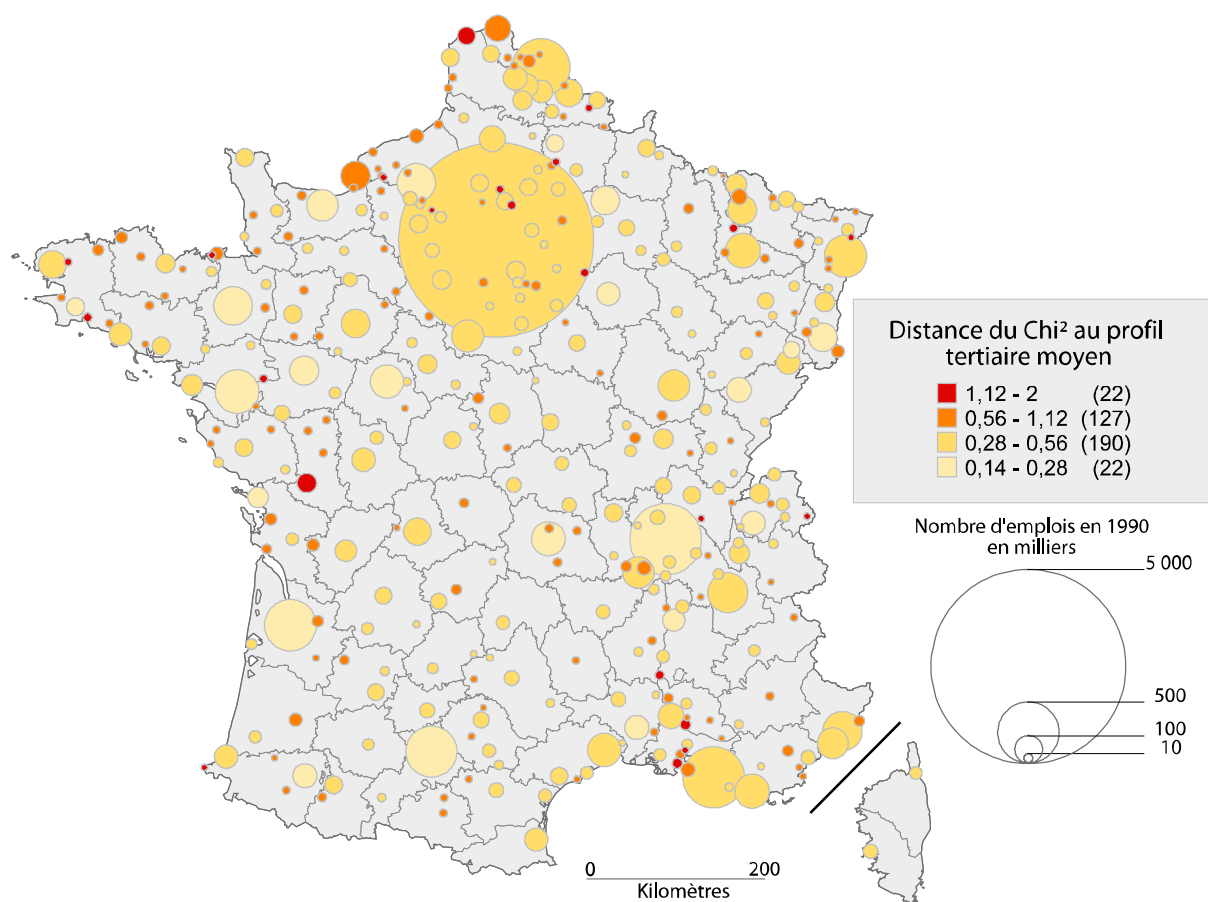 Distance du Chi² au profil
tertiaire moyen
1,12 - 2 (22)
0,56 - 1,12 (127)
0,28 - 0,56 (190)
0,14 - 0,28 (22)
Nombre d'emplois en 1990
en milliers
5 000
500
100
10
0 200
Kilomètres